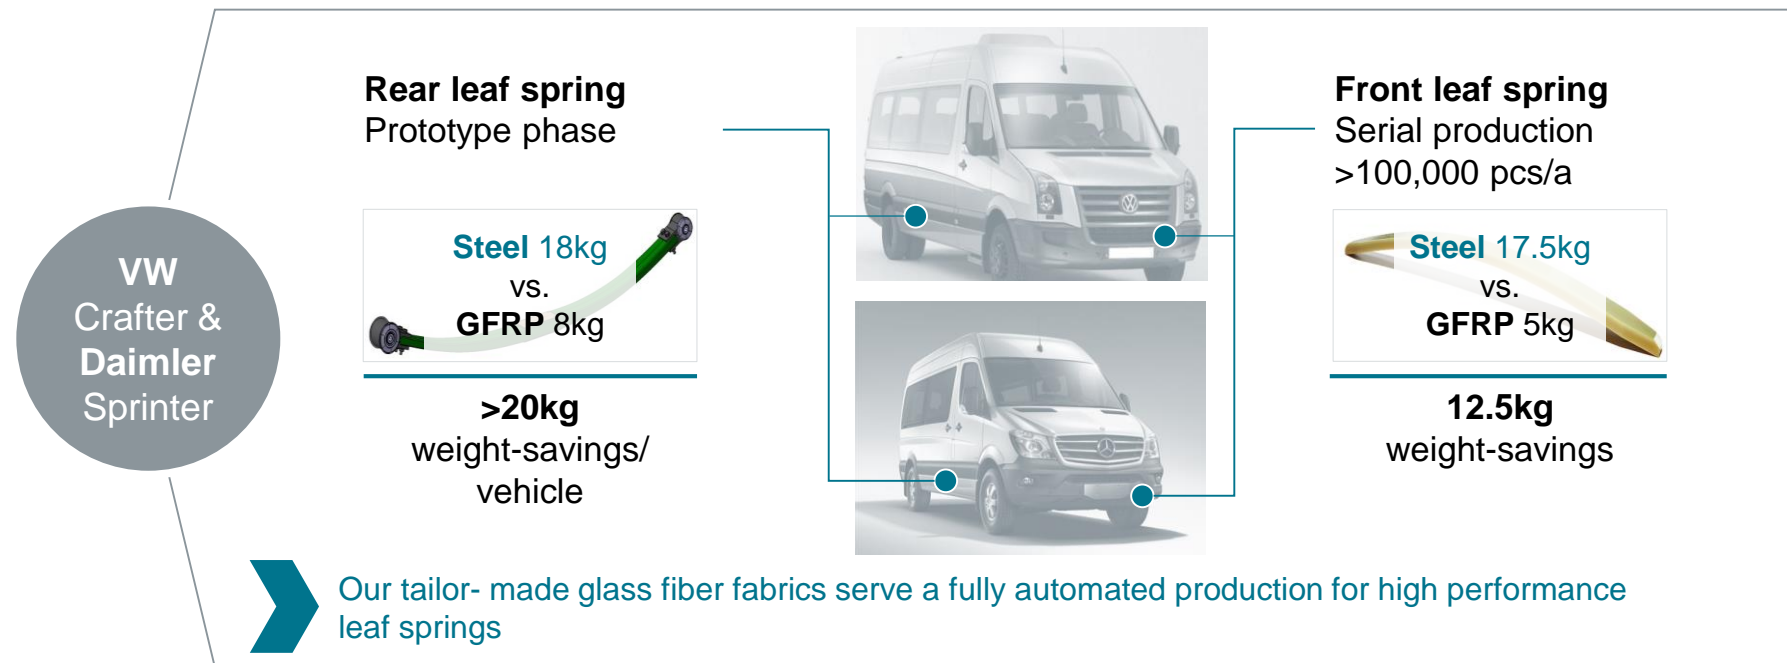 VW
Crafter &
Daimler
Sprinter
Rear leaf spring
Prototype phase
Steel 18kg
vs.
GFRP 8kg
>20kg
weight-savings/
vehicle
Front leaf spring
Serial production
>100,000 pcs/a
Steel 17.5kg
vs.
GFRP 5kg
12.5kg
weight-savings
Our tailor- made glass fiber fabrics serve a fully automated production for high performance
leaf springs